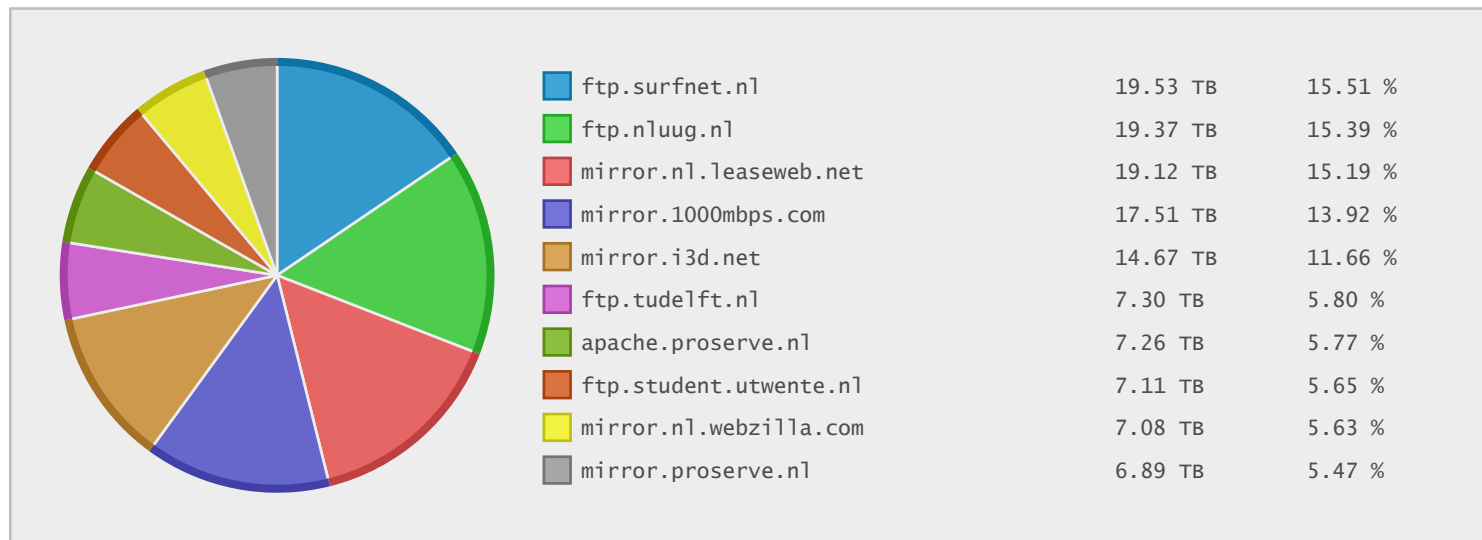 ftp.surfnet.nl 19.53 TB 15.51 %
ftp.nluug.nl 19.37 TB 15.39 %
mirror.nl.leaseweb.net 19.12 TB 15.19 %
mirror.1000mbps.com 17.51 TB 13.92 %
mirror.i3d.net 14.67 TB 11.66 %
ftp.tudelft.nl 7.30 TB 5.80 %
apache.proserve.nl 7.26 TB 5.77 %
ftp.student.utwente.nl 7.11 TB 5.65 %
mirror.nl.webzilla.com 7.08 TB 5.63 %
mirror.proserve.nl 6.89 TB 5.47 %